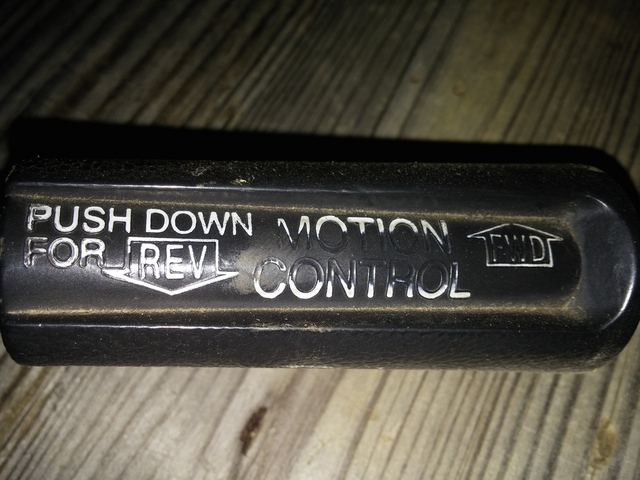 PUSH DOWN
FOR REV
MOTION
CONTROL
FWD